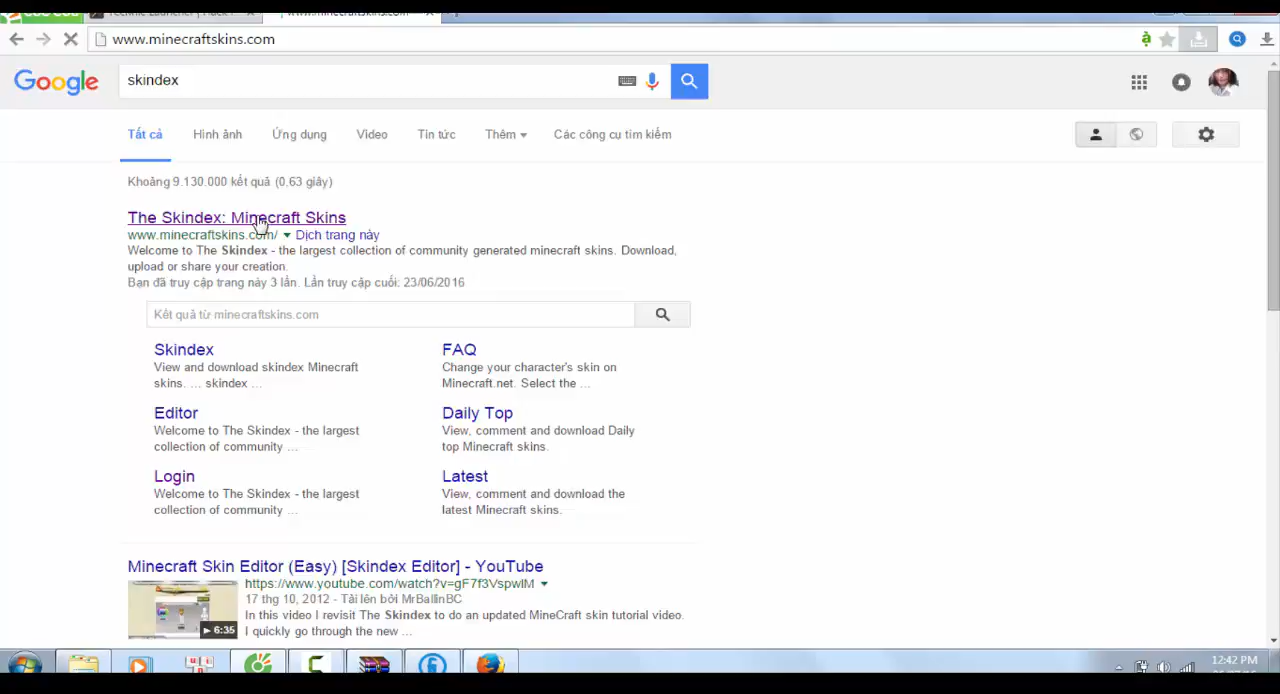 www.minecraftskins.com
Google
skindex
Tất cả Hình ảnh Ứng dụng Video Tin tức Thêm Các công cụ tìm kiếm
Khoảng 9.130.000 kết quả (0,63 giây)
The Skindex: Minecraft Skins
www.minecraftskins.com/ Dịch trang này
Welcome to The Skindex - the largest collection of community generated minecraft skins. Download,
upload or share your creation.
Bạn đã truy cập trang này 3 lần. Lần truy cập cuối: 23/06/2016
Kết quả từ minecraftskins.com
Skindex
View and download skindex Minecraft
skins. ... skindex ...
FAQ
Change your character's skin on
Minecraft.net. Select the ...
Editor
Welcome to The Skindex - the largest
collection of community ...
Daily Top
View, comment and download Daily
top Minecraft skins.
Login
Welcome to The Skindex - the largest
collection of community ...
Latest
View, comment and download the
latest Minecraft skins.
Minecraft Skin Editor (Easy) [Skindex Editor] - YouTube
https://www.youtube.com/watch?v=gF7f3VspwlM
17 thg 10, 2012 - Tải lên bởi MrBallinBC
In this video I revisit The Skindex to do an updated MineCraft skin tutorial video.
I quickly go through the new ...
6:35
12:42 PM